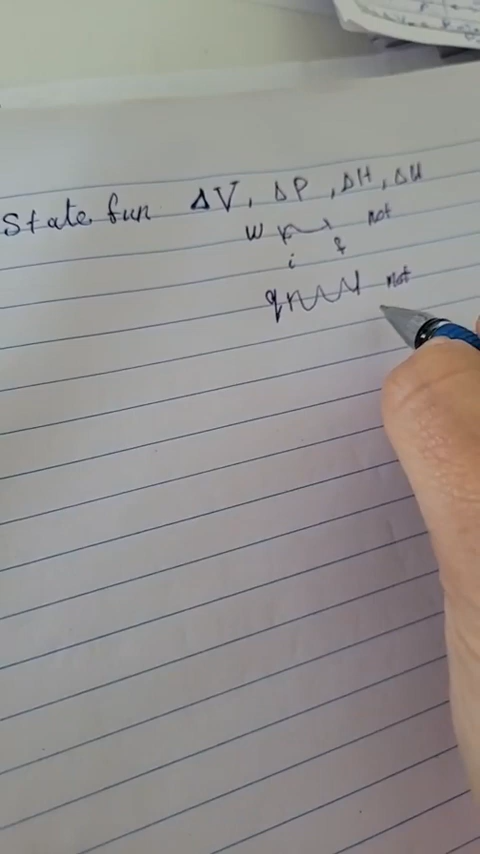 State fun ΔV, ΔP, ΔH, ΔU
w not
i f
q not